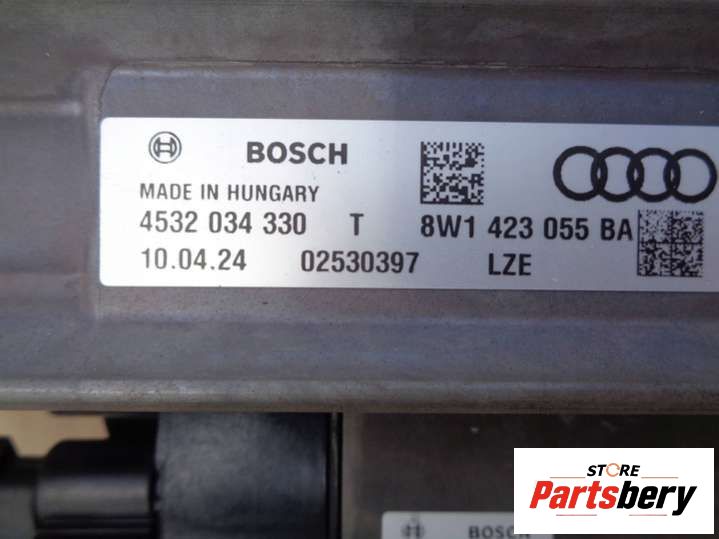 BOSCH
MADE IN HUNGARY
4532 034 330 T 8W1 423 055 BA
10.04.24 02530397 LZE
BOSCH
STORE
Partsbery